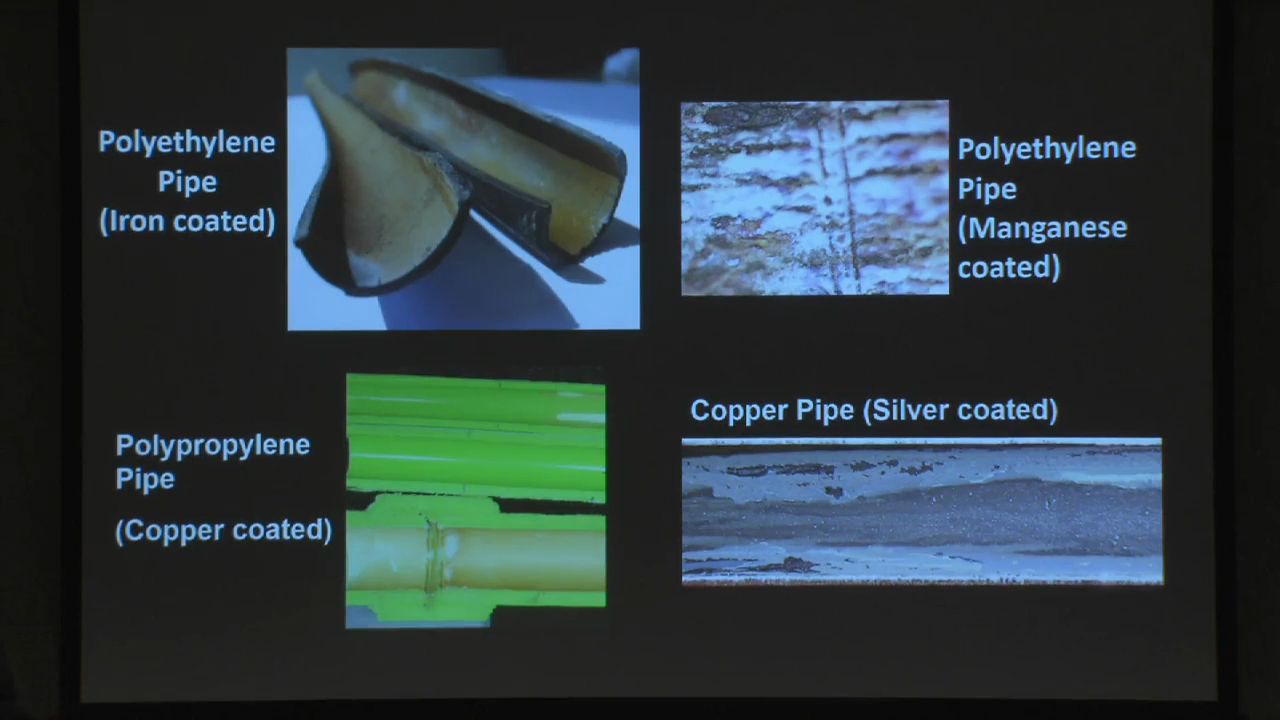 Polyethylene
Pipe
(Iron coated)
Polyethylene
Pipe
(Manganese
coated)
Polypropylene
Pipe
(Copper coated)
Copper Pipe (Silver coated)